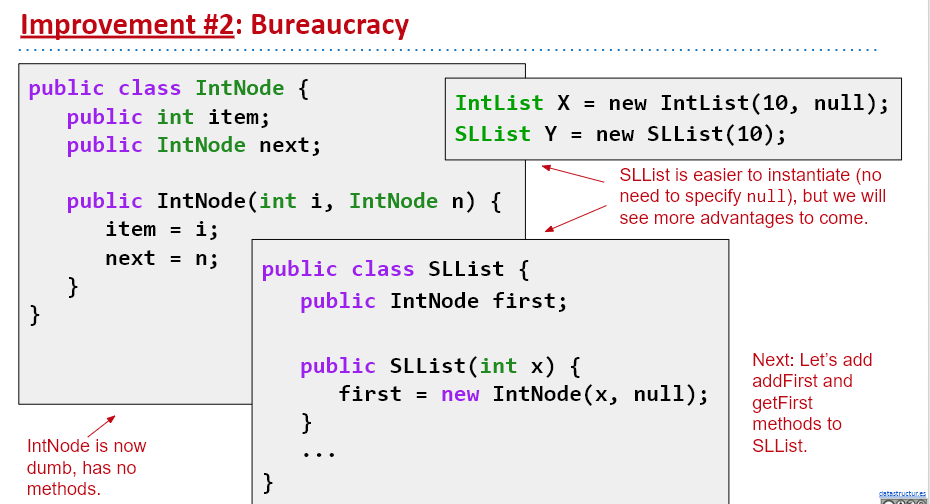 Improvement #2: Bureaucracy
public class IntNode {
public int item;
public IntNode next;
public IntNode(int i, IntNode n) {
item = i;
next = n;
}
}
IntList X = new IntList(10, null);
SLList Y = new SLList(10);
SLList is easier to instantiate (no
need to specify null), but we will
see more advantages to come.
public class SLList {
public IntNode first;
public SLList(int x) {
first = new IntNode(x, null);
}
...
}
Next: Let’s add
addFirst and
getFirst
methods to
SLList.
IntNode is now
dumb, has no
methods.
datastructur.es